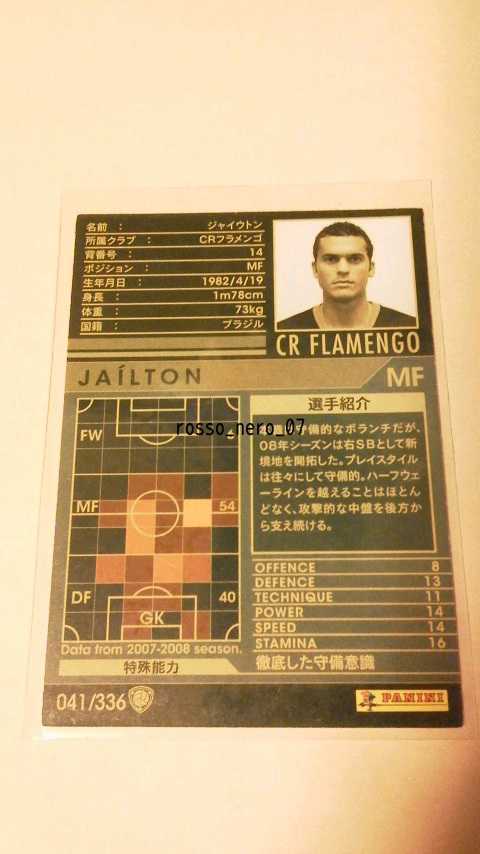 名前 : ジャイウトン
所属クラブ : CRフラメンゴ
背番号 : 14
ポジション : MF
生年月日 : 1982/4/19
身長 : 1m78cm
体重 : 73kg
国籍 : ブラジル
CR FLAMENGO
JAÍLTON
MF
rosso_nero_07
FW
MF 54
DF 40
GK
Data from 2007-2008 season.
特殊能力
選手紹介
守備的なボランチだが、
08年シーズンは右SBとして新
境地を開拓した。プレイスタイル
は往々にして守備的。ハーフウェ
ーラインを越えることはほとん
どなく、攻撃的な中盤を後方か
ら支え続ける。
OFFENCE 8
DEFENCE 13
TECHNIQUE 11
POWER 14
SPEED 14
STAMINA 16
徹底した守備意識
041/336
PANINI